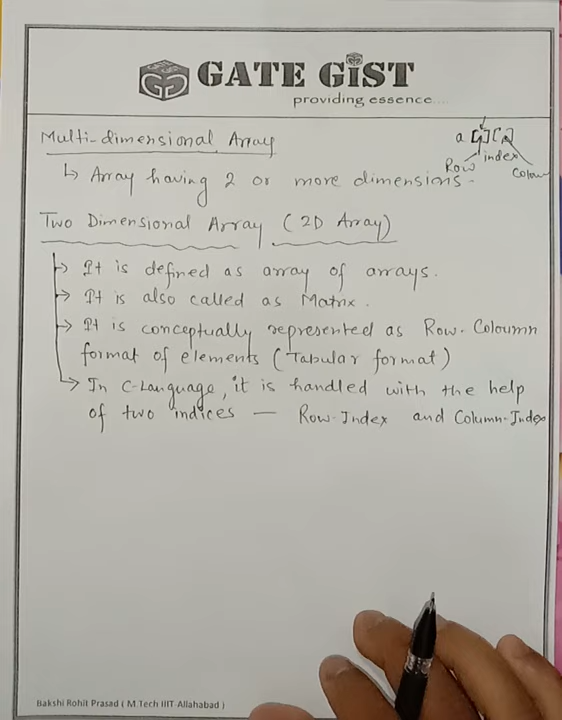 GATE GiST
providing essence....
Multi-dimensional Array
a [i][j]
Row index Colou
↳ Array having 2 or more dimensions.
Two Dimensional Array (2D Array)
→ It is defined as array of arrays.
→ It is also called as Matrix.
→ It is conceptually represented as Row-Coloumn
format of elements (Tabular format)
→ In C-Language, it is handled with the help
of two indices — Row-Index and Column-Index
Bakshi Rohit Prasad ( M.Tech IIIT-Allahabad )